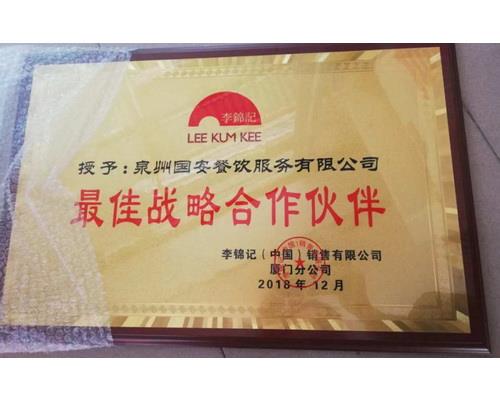 李錦記
LEE KUM KEE
授予：泉州国安餐饮服务有限公司
最佳战略合作伙伴
李锦记（中国）销售有限公司
厦门分公司
2018年12月